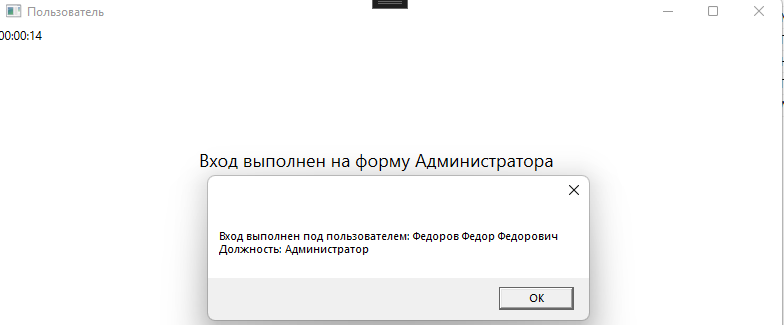 Пользователь
00:00:14
Вход выполнен на форму Администратора
Вход выполнен под пользователем: Федоров Федор Федорович
Должность: Администратор
OK